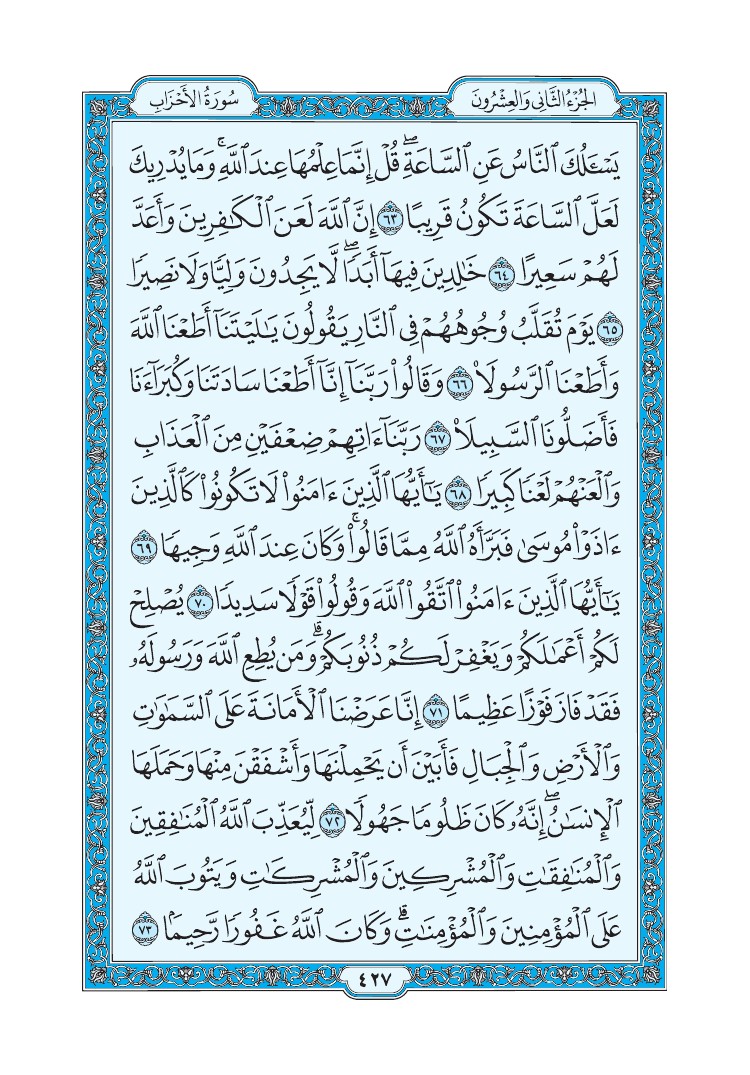 الجُزْءُ الثَّانِي وَالعِشْرُونَ
سُورَةُ الأَحْزَابِ
يَسْـَٔلُكَ ٱلنَّاسُ عَنِ ٱلسَّاعَةِۖ قُلْ إِنَّمَا عِلْمُهَا عِندَ ٱللَّهِۚ وَمَا يُدْرِيكَ
لَعَلَّ ٱلسَّاعَةَ تَكُونُ قَرِيبًا ٦٣ إِنَّ ٱللَّهَ لَعَنَ ٱلْكَٰفِرِينَ وَأَعَدَّ
لَهُمْ سَعِيرًا ٦٤ خَٰلِدِينَ فِيهَآ أَبَدًاۖ لَّا يَجِدُونَ وَلِيًّا وَلَا نَصِيرًا
٦٥ يَوْمَ تُقَلَّبُ وُجُوهُهُمْ فِى ٱلنَّارِ يَقُولُونَ يَٰلَيْتَنَآ أَطَعْنَا ٱللَّهَ
وَأَطَعْنَا ٱلرَّسُولَا۠ ٦٦ وَقَالُوا۟ رَبَّنَآ إِنَّآ أَطَعْنَا سَادَتَنَا وَكُبَرَآءَنَا
فَأَضَلُّونَا ٱلسَّبِيلَا۠ ٦٧ رَبَّنَآ ءَاتِهِمْ ضِعْفَيْنِ مِنَ ٱلْعَذَابِ
وَٱلْعَنْهُمْ لَعْنًا كَبِيرًا ٦٨ يَٰٓأَيُّهَا ٱلَّذِينَ ءَامَنُوا۟ لَا تَكُونُوا۟ كَٱلَّذِينَ
ءَاذَوْا۟ مُوسَىٰ فَبَرَّأَهُ ٱللَّهُ مِمَّا قَالُوا۟ۚ وَكَانَ عِندَ ٱللَّهِ وَجِيهًا ٦٩
يَٰٓأَيُّهَا ٱلَّذِينَ ءَامَنُوا۟ ٱتَّقُوا۟ ٱللَّهَ وَقُولُوا۟ قَوْلًا سَدِيدًا ٧٠ يُصْلِحْ
لَكُمْ أَعْمَٰلَكُمْ وَيَغْفِرْ لَكُمْ ذُنُوبَكُمْۗ وَمَن يُطِعِ ٱللَّهَ وَرَسُولَهُۥ
فَقَدْ فَازَ فَوْزًا عَظِيمًا ٧١ إِنَّا عَرَضْنَا ٱلْأَمَانَةَ عَلَى ٱلسَّمَٰوَٰتِ
وَٱلْأَرْضِ وَٱلْجِبَالِ فَأَبَيْنَ أَن يَحْمِلْنَهَا وَأَشْفَقْنَ مِنْهَا وَحَمَلَهَا
ٱلْإِنسَٰنُۖ إِنَّهُۥ كَانَ ظَلُومًا جَهُولًا ٧٢ لِّيُعَذِّبَ ٱللَّهُ ٱلْمُنَٰفِقِينَ
وَٱلْمُنَٰفِقَٰتِ وَٱلْمُشْرِكِينَ وَٱلْمُشْرِكَٰتِ وَيَتُوبَ ٱللَّهُ
عَلَى ٱلْمُؤْمِنِينَ وَٱلْمُؤْمِنَٰتِۗ وَكَانَ ٱللَّهُ غَفُورًا رَّحِيمًۢا ٧٣
٤٢٧